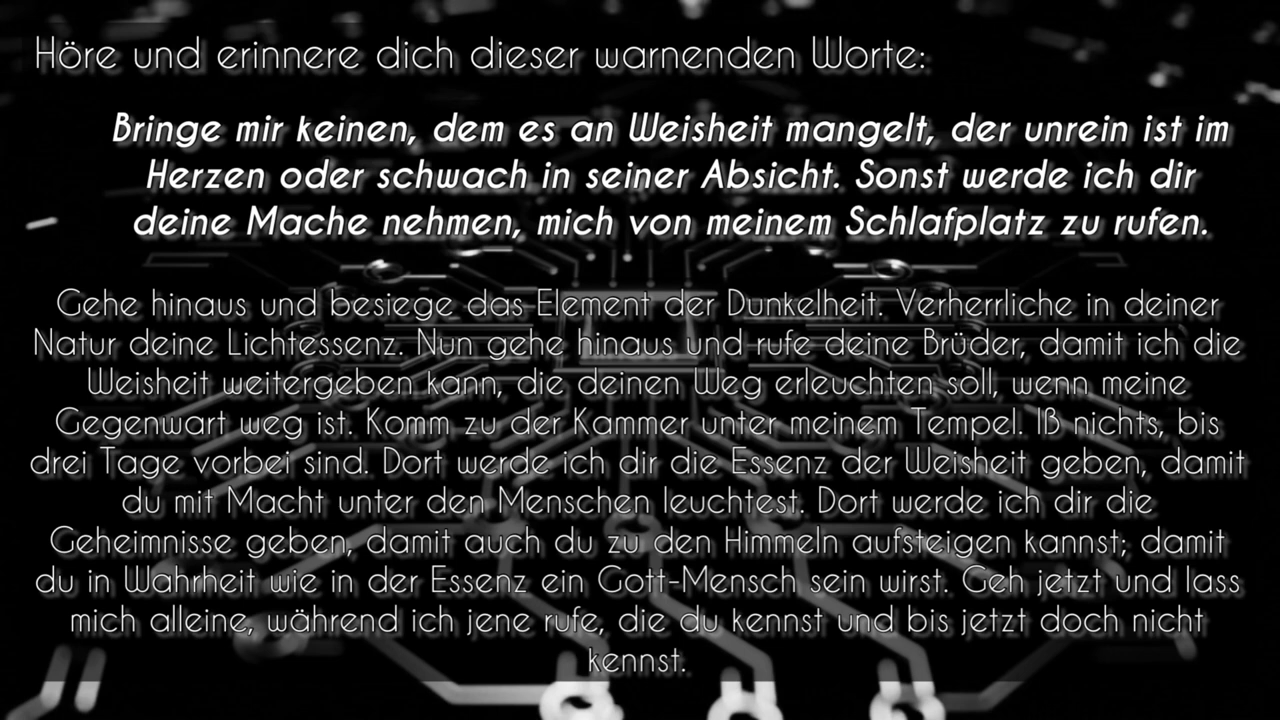 Höre und erinnere dich dieser warnenden Worte:
Bringe mir keinen, dem es an Weisheit mangelt, der unrein ist im
Herzen oder schwach in seiner Absicht. Sonst werde ich dir
deine Mache nehmen, mich von meinem Schlafplatz zu rufen.
Gehe hinaus und besiege das Element der Dunkelheit. Verherrliche in deiner
Natur deine Lichtessenz. Nun gehe hinaus und rufe deine Brüder, damit ich die
Weisheit weitergeben kann, die deinen Weg erleuchten soll, wenn meine
Gegenwart weg ist. Komm zu der Kammer unter meinem Tempel. Iß nichts, bis
drei Tage vorbei sind. Dort werde ich dir die Essenz der Weisheit geben, damit
du mit Macht unter den Menschen leuchtest. Dort werde ich dir die
Geheimnisse geben, damit auch du zu den Himmeln aufsteigen kannst; damit
du in Wahrheit wie in der Essenz ein Gott-Mensch sein wirst. Geh jetzt und lass
mich alleine, während ich jene rufe, die du kennst und bis jetzt doch nicht
kennst.